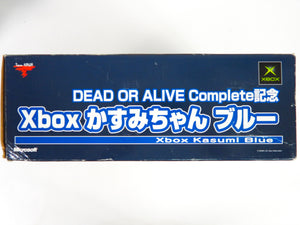 XBOX
DEAD OR ALIVE Complete記念
Xbox かすみちゃん ブルー
Xbox Kasumi Blue
Microsoft